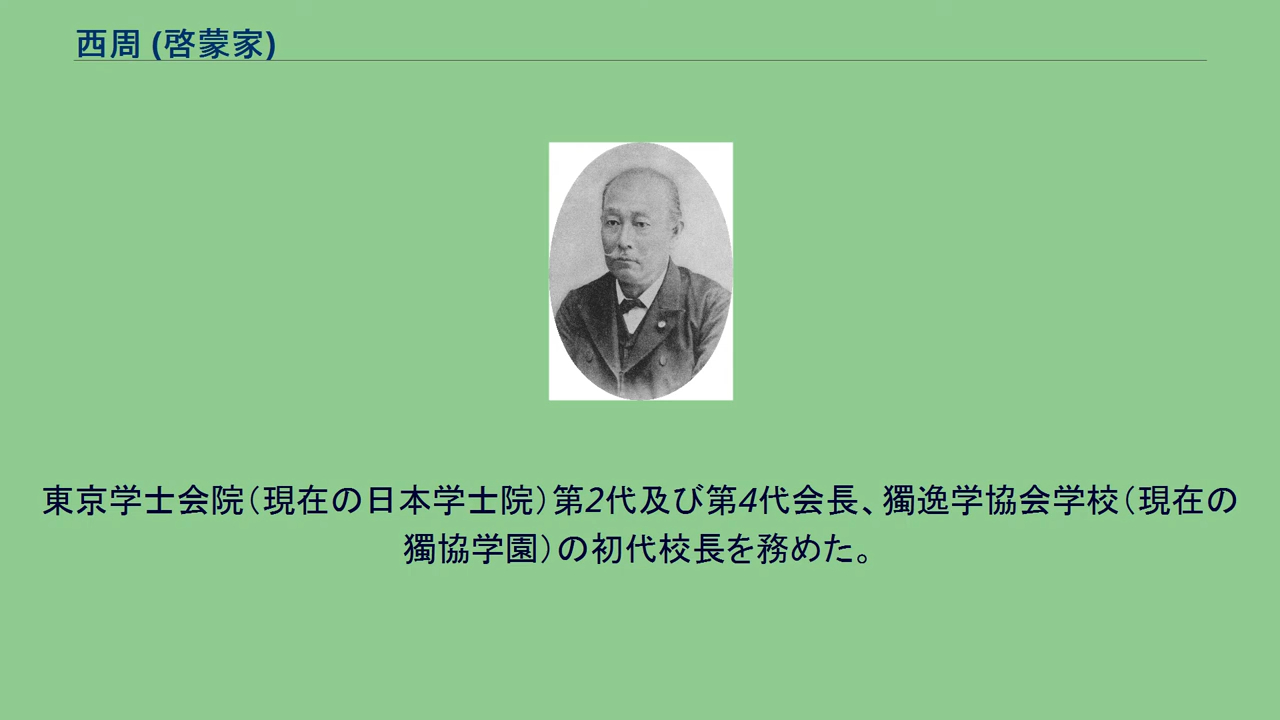 西周 (啓蒙家)
東京学士会院（現在の日本学士院）第2代及び第4代会長、獨逸学協会学校（現在の
獨協学園）の初代校長を務めた。